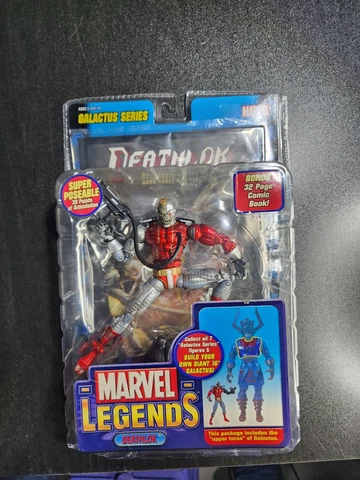 GALACTUS SERIES
MARVEL
DEATHLOK
SUPER
POSEABLE
BONUS
32 Page
Comic
Book!
Collect all 7
"Galactus Series"
figures &
BUILD YOUR
OWN GIANT 16"
GALACTUS!
MARVEL
LEGENDS
DEATHLOK
This package includes the
"upper torso" of Galactus.